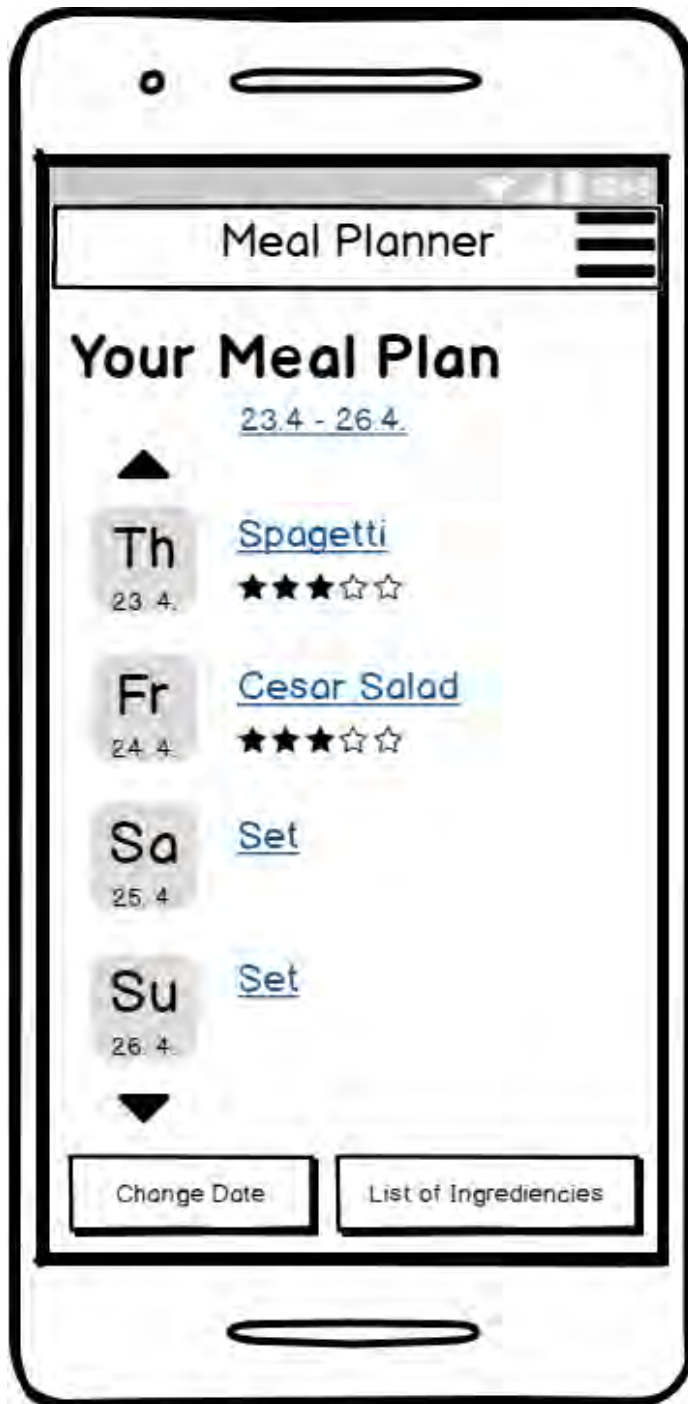 Meal Planner
Your Meal Plan
23.4 - 26.4.
Th
23. 4.
Spagetti
Fr
24. 4.
Cesar Salad
Sa
25. 4.
Set
Su
26. 4.
Set
Change Date
List of Ingrediencies